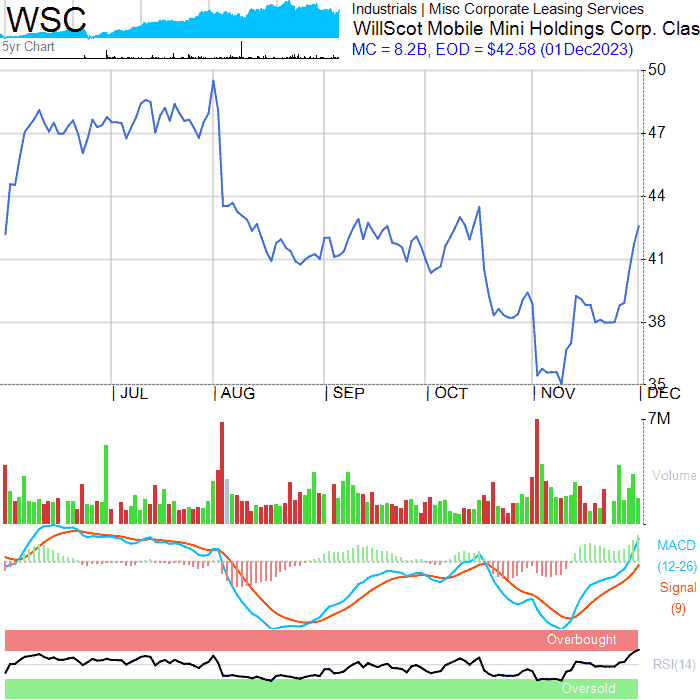 WSC
5yr Chart
Industrials | Misc Corporate Leasing Services
WillScot Mobile Mini Holdings Corp. Clas
MC = 8.2B, EOD = $42.58 (01Dec2023)
50
47
44
41
38
35
JUL AUG SEP OCT NOV DEC
7M
Volume
MACD
(12-26)
Signal
(9)
Overbought
RSI(14)
Oversold